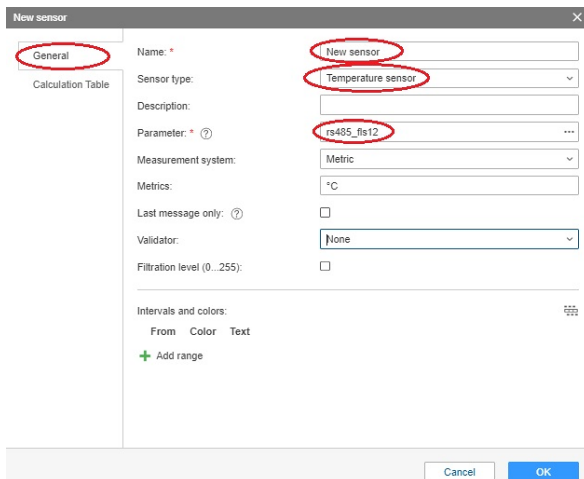 New sensor
General
Calculation Table
Name: *
New sensor
Sensor type:
Temperature sensor
Description:
Parameter: *
rs485_fls12
Measurement system:
Metric
Metrics:
°C
Last message only:
Validator:
None
Filtration level (0...255):
Intervals and colors:
From Color Text
Add range
Cancel
OK